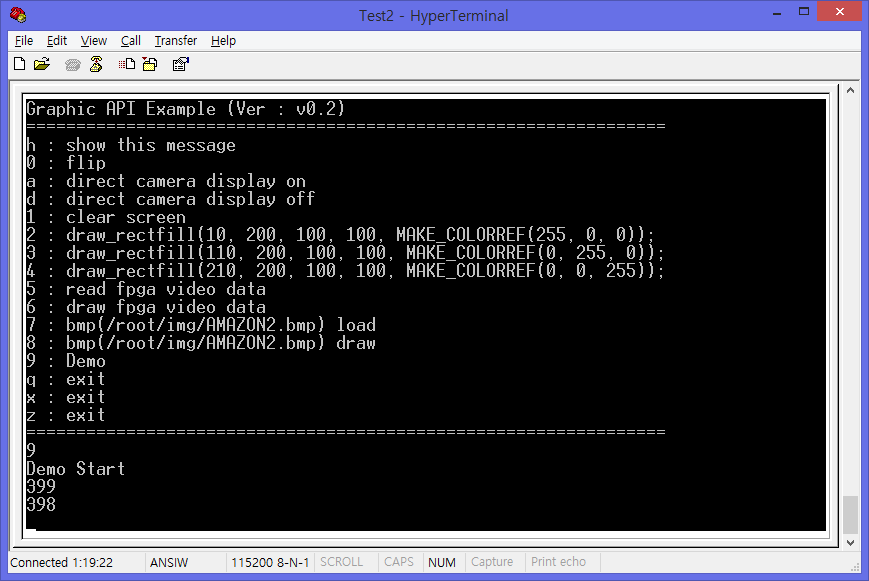 Test2 - HyperTerminal
File Edit View Call Transfer Help
Graphic API Example (Ver : v0.2)
================================================================
h : show this message
0 : flip
a : direct camera display on
d : direct camera display off
1 : clear screen
2 : draw_rectfill(10, 200, 100, 100, MAKE_COLORREF(255, 0, 0));
3 : draw_rectfill(110, 200, 100, 100, MAKE_COLORREF(0, 255, 0));
4 : draw_rectfill(210, 200, 100, 100, MAKE_COLORREF(0, 0, 255));
5 : read fpga video data
6 : draw fpga video data
7 : bmp(/root/img/AMAZON2.bmp) load
8 : bmp(/root/img/AMAZON2.bmp) draw
9 : Demo
q : exit
x : exit
z : exit
================================================================
9
Demo Start
399
398
Connected 1:19:22 ANSIW 115200 8-N-1 SCROLL CAPS NUM Capture Print echo